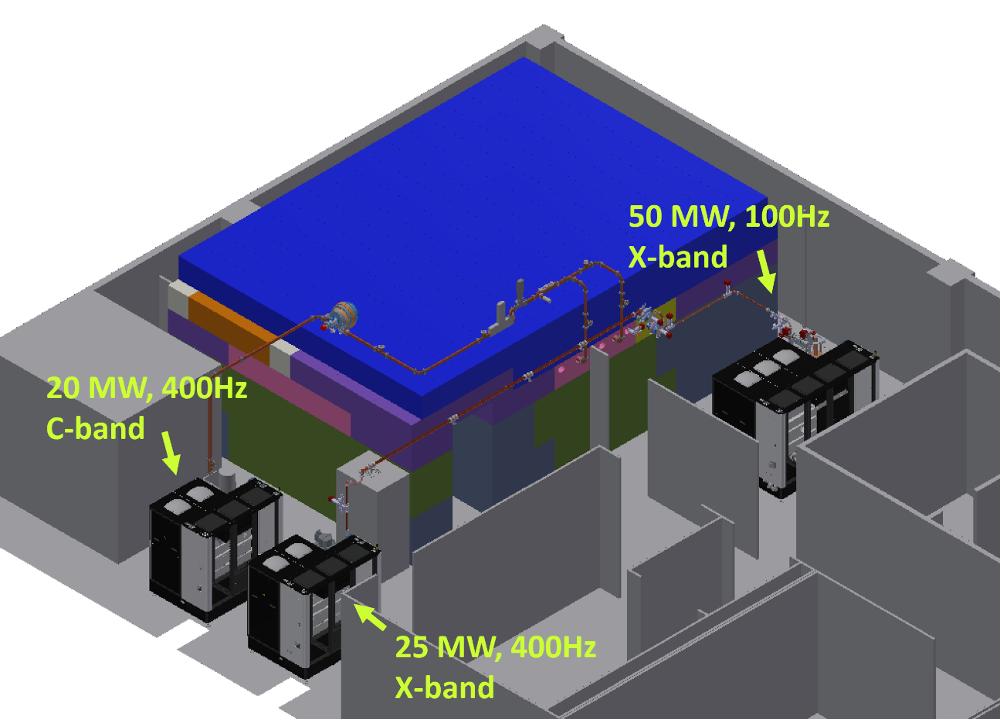 50 MW, 100Hz
X-band
20 MW, 400Hz
C-band
25 MW, 400Hz
X-band